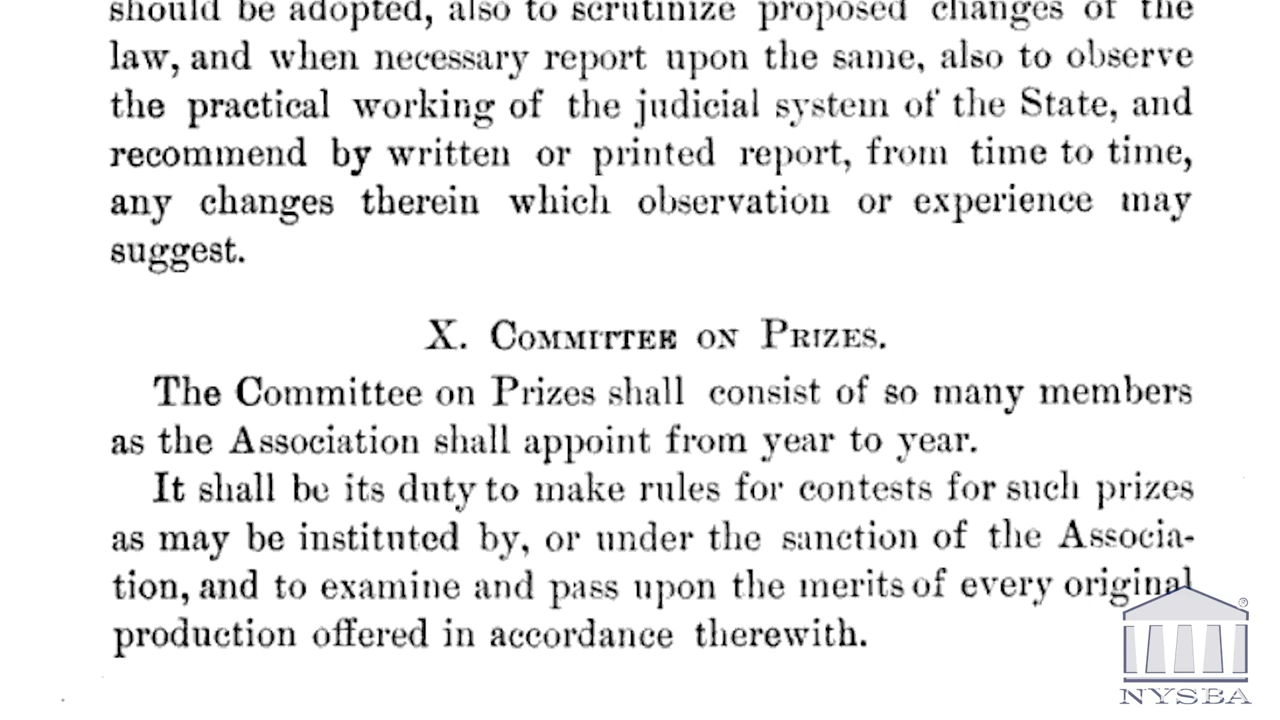 should be adopted, also to scrutinize proposed changes of the
law, and when necessary report upon the same, also to observe
the practical working of the judicial system of the State, and
recommend by written or printed report, from time to time,
any changes therein which observation or experience may
suggest.
X. Committee on Prizes.
The Committee on Prizes shall consist of so many members
as the Association shall appoint from year to year.
It shall be its duty to make rules for contests for such prizes
as may be instituted by, or under the sanction of the Associa-
tion, and to examine and pass upon the merits of every original
production offered in accordance therewith.
®
NYSBA